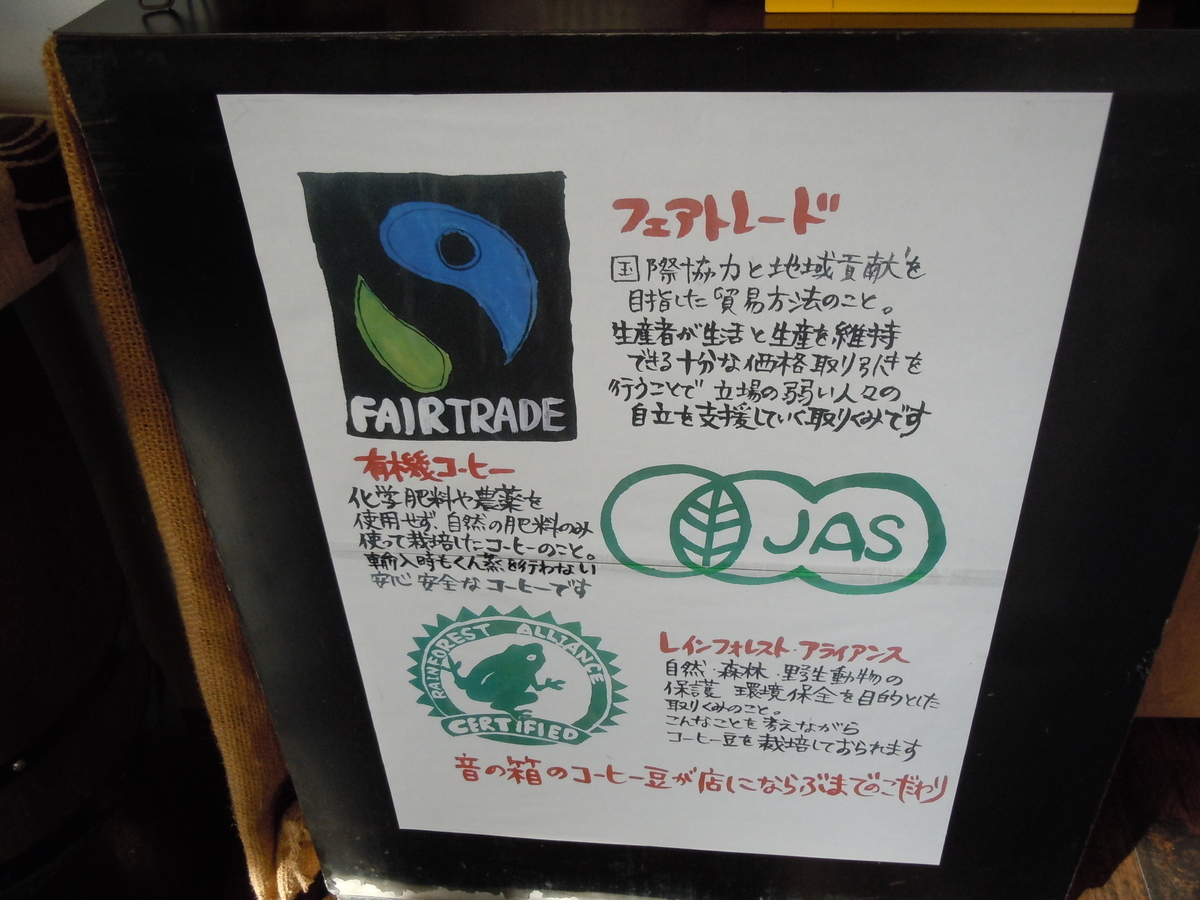 FAIRTRADE
フェアトレード
国際協力と地域貢献を
目指した貿易方法のこと。
生産者が生活と生産を維持
できる十分な価格取り引きを
行うことで立場の弱い人々の
自立を支援していく取りくみです
有機コーヒー
化学肥料や農薬を
使用せず、自然の肥料のみ
使って栽培したコーヒーのこと。
輸入時もくん蒸を行わない
安心安全なコーヒーです
JAS
RAINFOREST ALLIANCE
CERTIFIED
レインフォレスト・アライアンス
自然・森林・野生動物の
保護 環境保全を目的とした
取りくみのこと。
こんなことを考えながら
コーヒー豆を栽培しておられます
音の箱のコーヒー豆が店にならぶまでのこだわり